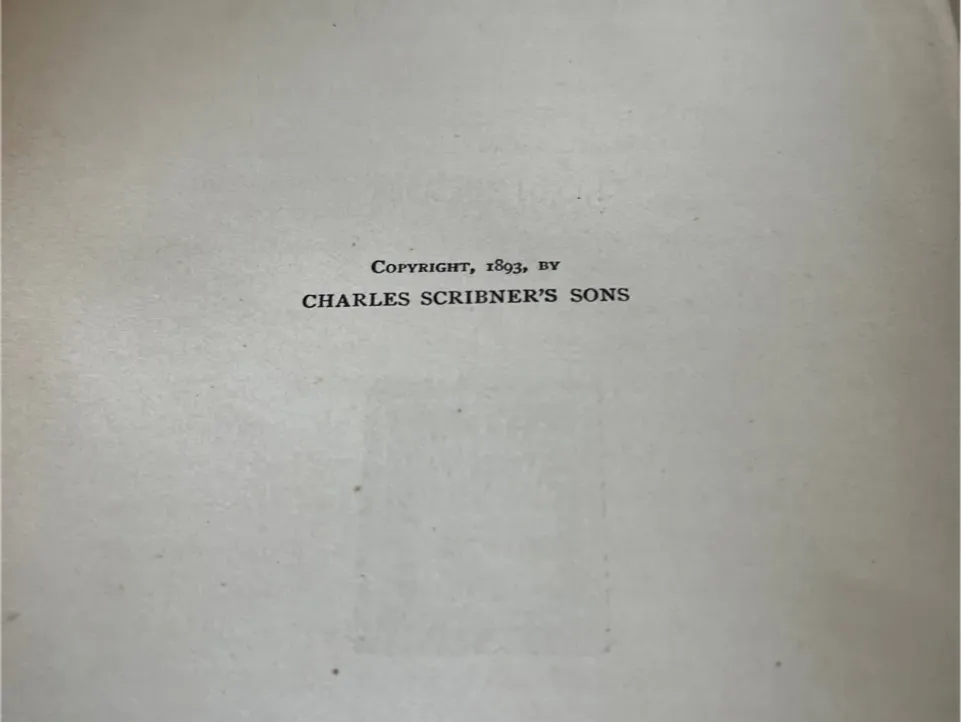 Copyright, 1893, by
CHARLES SCRIBNER'S SONS